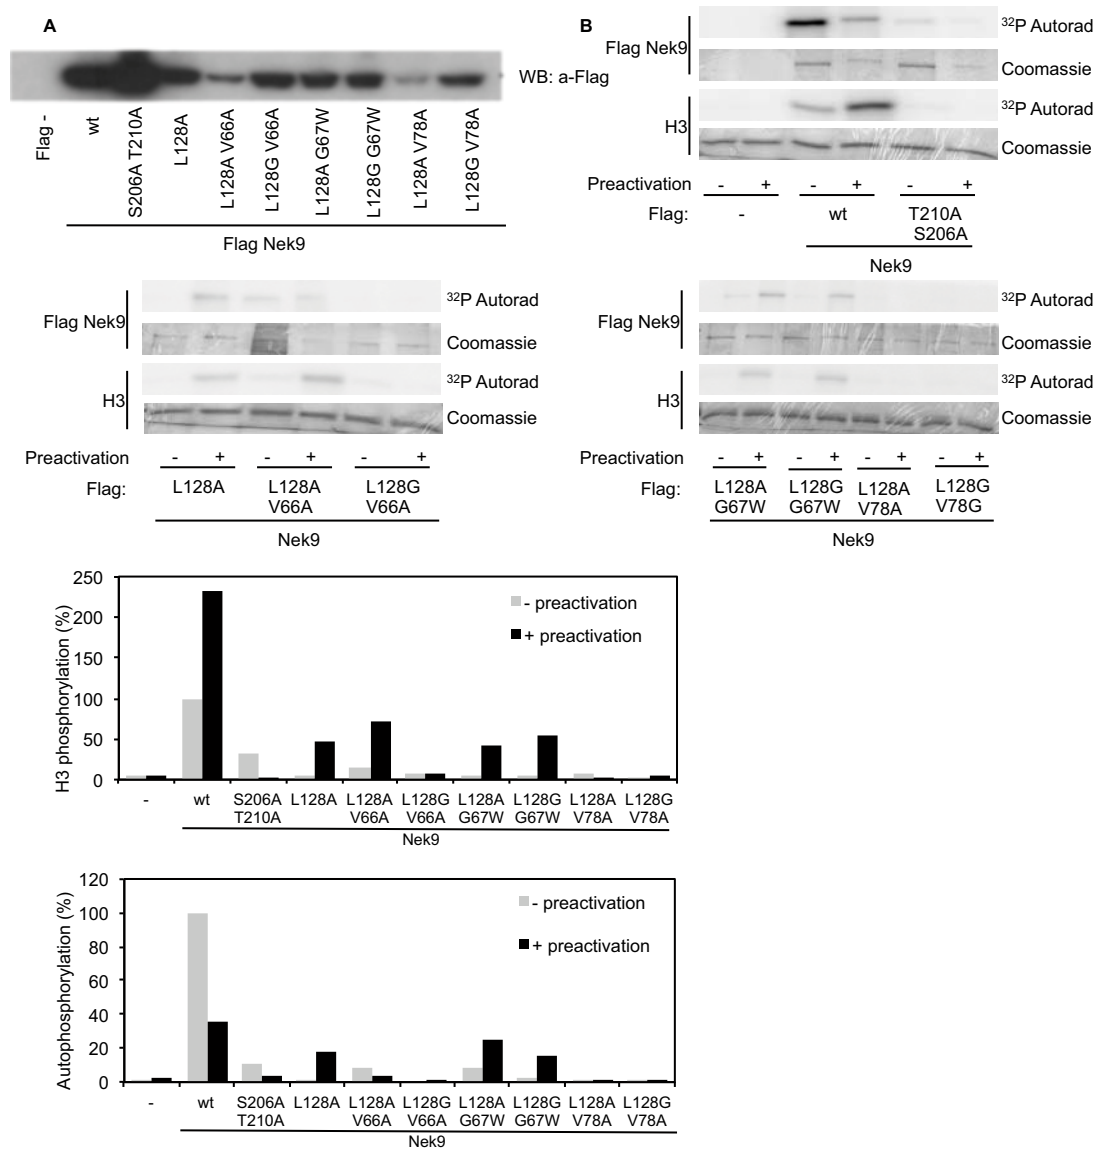 A
WB: a-Flag
Flag -
wt
S206A T210A
L128A
L128A V66A
L128G V66A
L128A G67W
L128G G67W
L128A V78A
L128G V78A
Flag Nek9
B
Flag Nek9
32P Autorad
Coomassie
H3
32P Autorad
Coomassie
Preactivation - + - + - +
Flag: - wt T210A
S206A
Nek9
Flag Nek9
32P Autorad
Coomassie
H3
32P Autorad
Coomassie
Preactivation - + - + - +
Flag: L128A L128A L128G
V66A V66A
Nek9
Flag Nek9
32P Autorad
Coomassie
H3
32P Autorad
Coomassie
Preactivation - + - + - + - +
Flag: L128A L128G L128A L128G
G67W G67W V78A V78G
Nek9
H3 phosphorylation (%)
250
200
150
100
50
0
- preactivation
+ preactivation
- wt S206A L128A L128A L128G L128A L128G L128A L128G
T210A V66A V66A G67W G67W V78A V78A
Nek9
Autophosphorylation (%)
120
100
80
60
40
20
0
- preactivation
+ preactivation
- wt S206A L128A L128A L128G L128A L128G L128A L128G
T210A V66A V66A G67W G67W V78A V78A
Nek9